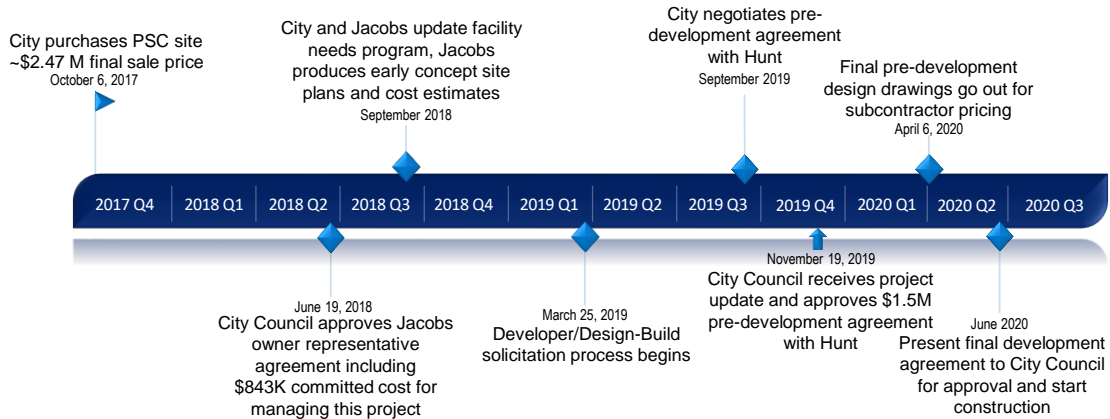 City purchases PSC site
~$2.47 M final sale price
October 6, 2017
City and Jacobs update facility
needs program, Jacobs
produces early concept site
plans and cost estimates
September 2018
City negotiates pre-
development agreement
with Hunt
September 2019
Final pre-development
design drawings go out for
subcontractor pricing
April 6, 2020
2017 Q4
2018 Q1
2018 Q2
2018 Q3
2018 Q4
2019 Q1
2019 Q2
2019 Q3
2019 Q4
2020 Q1
2020 Q2
2020 Q3
June 19, 2018
City Council approves Jacobs
owner representative
agreement including
$843K committed cost for
managing this project
March 25, 2019
Developer/Design-Build
solicitation process begins
November 19, 2019
City Council receives project
update and approves $1.5M
pre-development agreement
with Hunt
June 2020
Present final development
agreement to City Council
for approval and start
construction